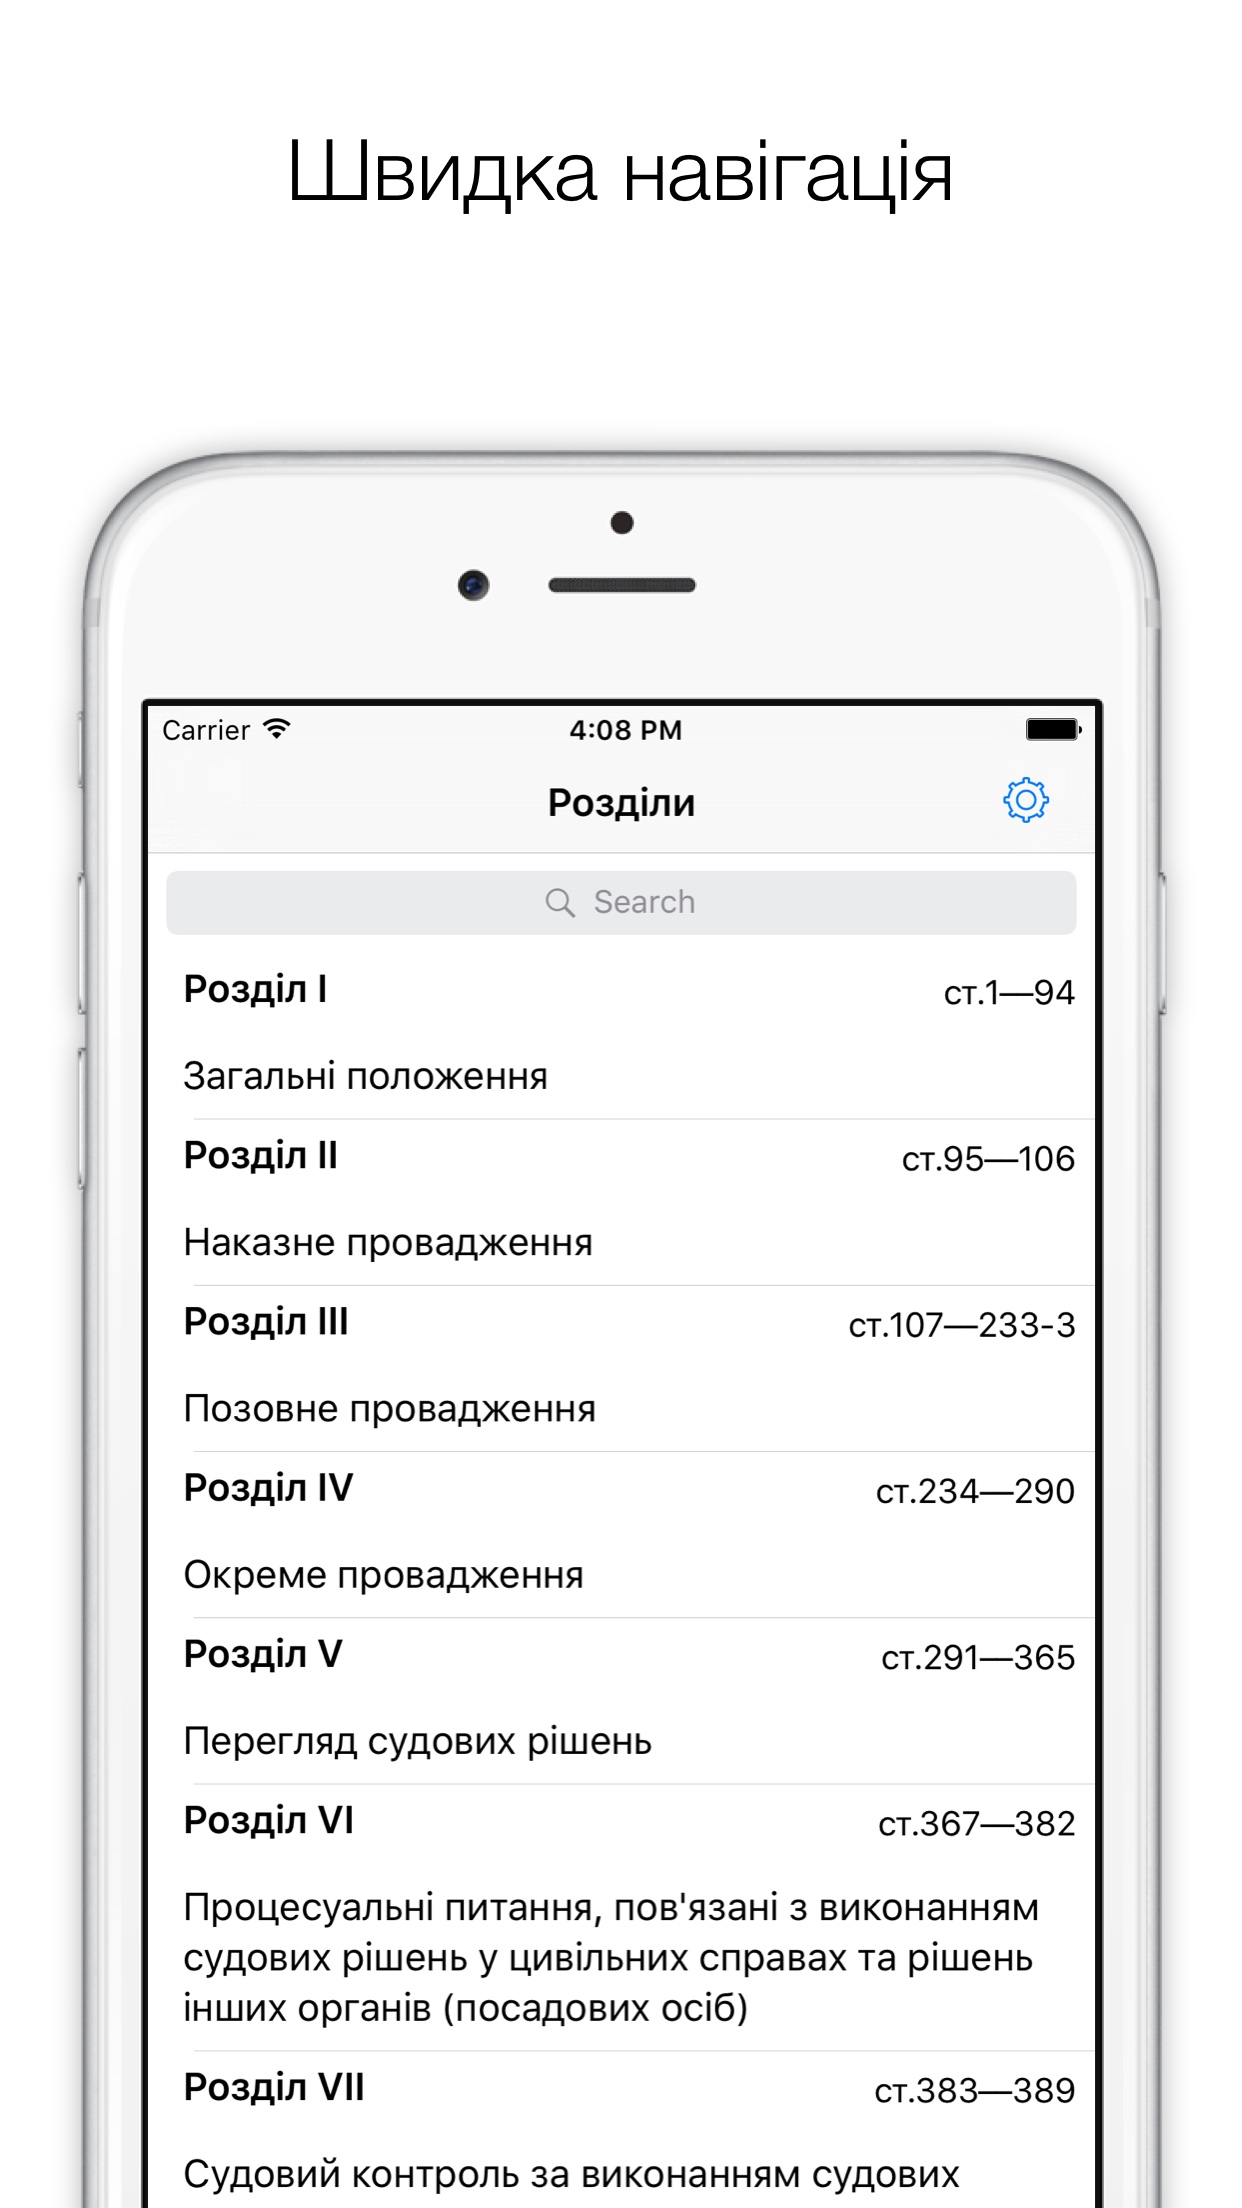 Швидка навігація
Carrier 4:08 PM
Розділи
Search
Розділ I ст.1—94
Загальні положення
Розділ II ст.95—106
Наказне провадження
Розділ III ст.107—233-3
Позовне провадження
Розділ IV ст.234—290
Окреме провадження
Розділ V ст.291—365
Перегляд судових рішень
Розділ VI ст.367—382
Процесуальні питання, пов'язані з виконанням
судових рішень у цивільних справах та рішень
інших органів (посадових осіб)
Розділ VII ст.383—389
Судовий контроль за виконанням судових